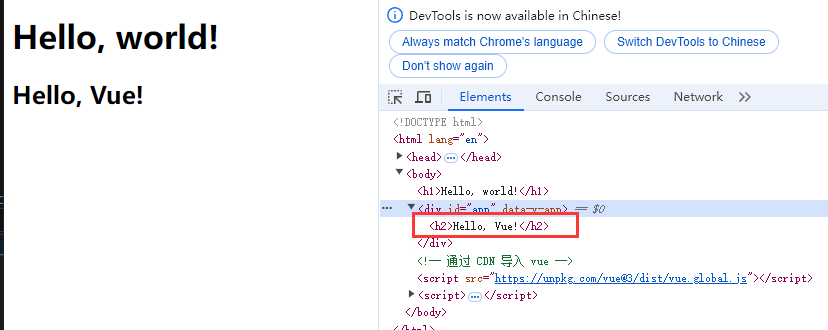 Hello, world!
Hello, Vue!
DevTools is now available in Chinese!
Always match Chrome's language
Switch DevTools to Chinese
Don't show again
Elements Console Sources Network
<!DOCTYPE html>
<html lang="en">
<head> … </head>
<body>
<h1>Hello, world!</h1>
<div id="app" data-v-app> == $0
<h2>Hello, Vue!</h2>
</div>
<!-- 通过 CDN 导入 vue -->
<script src="https://unpkg.com/vue@3/dist/vue.global.js"></script>
<script> … </script>
</body>
</html>